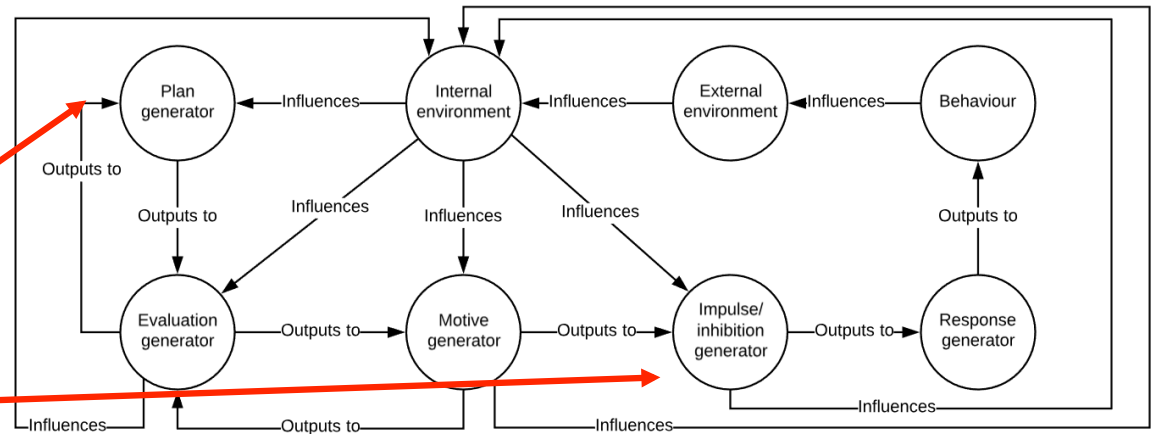 Plan
generator
Influences
Internal
environment
Influences
External
environment
Influences
Behaviour
Outputs to
Outputs to
Influences
Influences
Influences
Outputs to
Evaluation
generator
Outputs to
Motive
generator
Outputs to
Impulse/
inhibition
generator
Outputs to
Response
generator
Influences
Outputs to
Influences
Influences